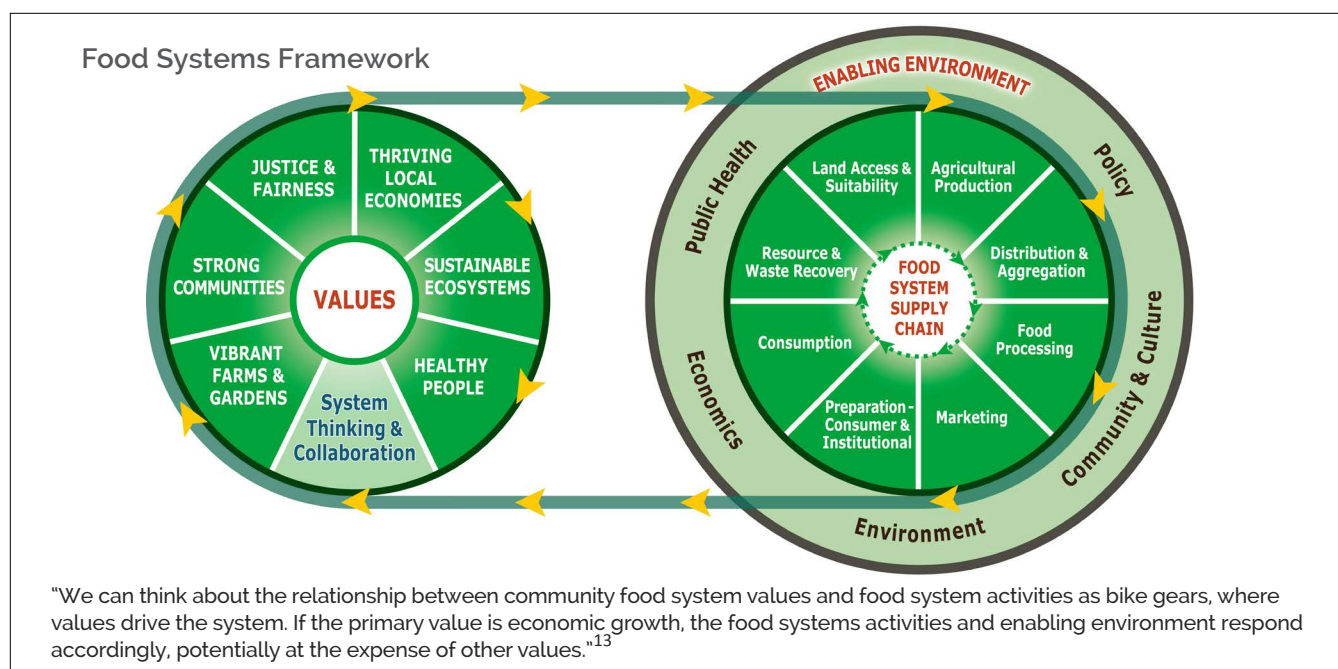 Food Systems Framework
JUSTICE &
FAIRNESS
THRIVING
LOCAL
ECONOMIES
SUSTAINABLE
ECOSYSTEMS
HEALTHY
PEOPLE
System
Thinking &
Collaboration
VIBRANT
FARMS &
GARDENS
STRONG
COMMUNITIES
VALUES
ENABLING ENVIRONMENT
Policy
Community & Culture
Environment
Economics
Public Health
Land Access &
Suitability
Agricultural
Production
Distribution &
Aggregation
Food
Processing
Marketing
Preparation-
Consumer &
Institutional
Consumption
Resource &
Waste Recovery
FOOD
SYSTEM
SUPPLY
CHAIN
"We can think about the relationship between community food system values and food system activities as bike gears, where
values drive the system. If the primary value is economic growth, the food systems activities and enabling environment respond
accordingly, potentially at the expense of other values."13